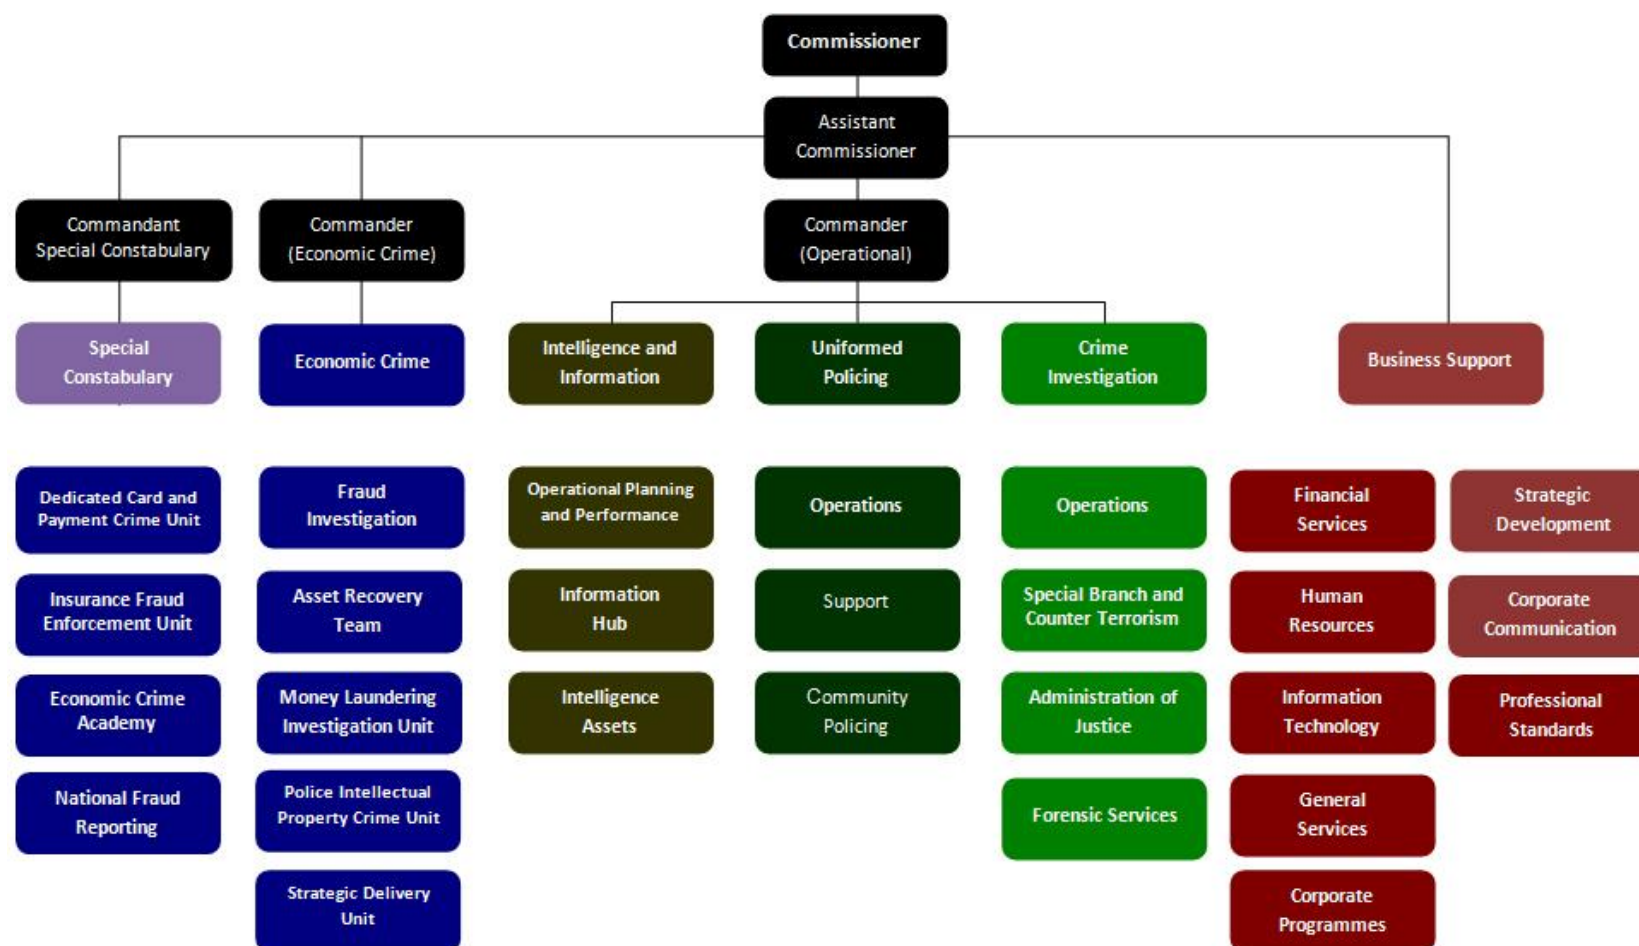 Commissioner
Assistant
Commissioner
Commandant
Special Constabulary
Commander
(Economic Crime)
Commander
(Operational)
Special
Constabulary
Economic Crime
Intelligence and
Information
Uniformed
Policing
Crime
Investigation
Business Support
Dedicated Card and
Payment Crime Unit
Fraud
Investigation
Operational Planning
and Performance
Operations
Operations
Financial
Services
Strategic
Development
Insurance Fraud
Enforcement Unit
Asset Recovery
Team
Information
Hub
Support
Special Branch and
Counter Terrorism
Human
Resources
Corporate
Communication
Economic Crime
Academy
Money Laundering
Investigation Unit
Intelligence
Assets
Community
Policing
Administration of
Justice
Information
Technology
Professional
Standards
National Fraud
Reporting
Police Intellectual
Property Crime Unit
Forensic Services
General
Services
Strategic Delivery
Unit
Corporate
Programmes